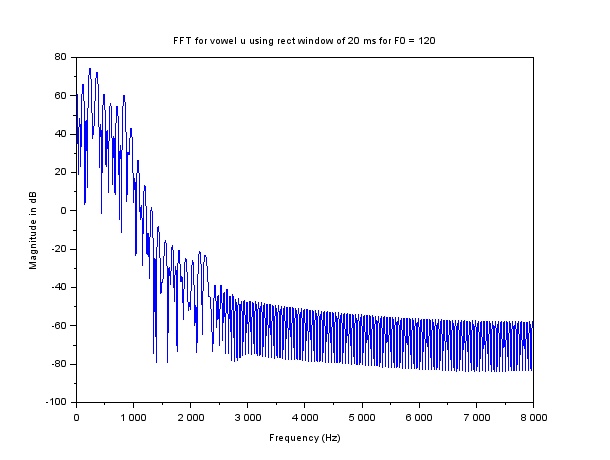 FFT for vowel u using rect window of 20 ms for F0 = 120
80
60
40
20
0
-20
-40
-60
-80
-100
Magnitude in dB
0 1 000 2 000 3 000 4 000 5 000 6 000 7 000 8 000
Frequency (Hz)